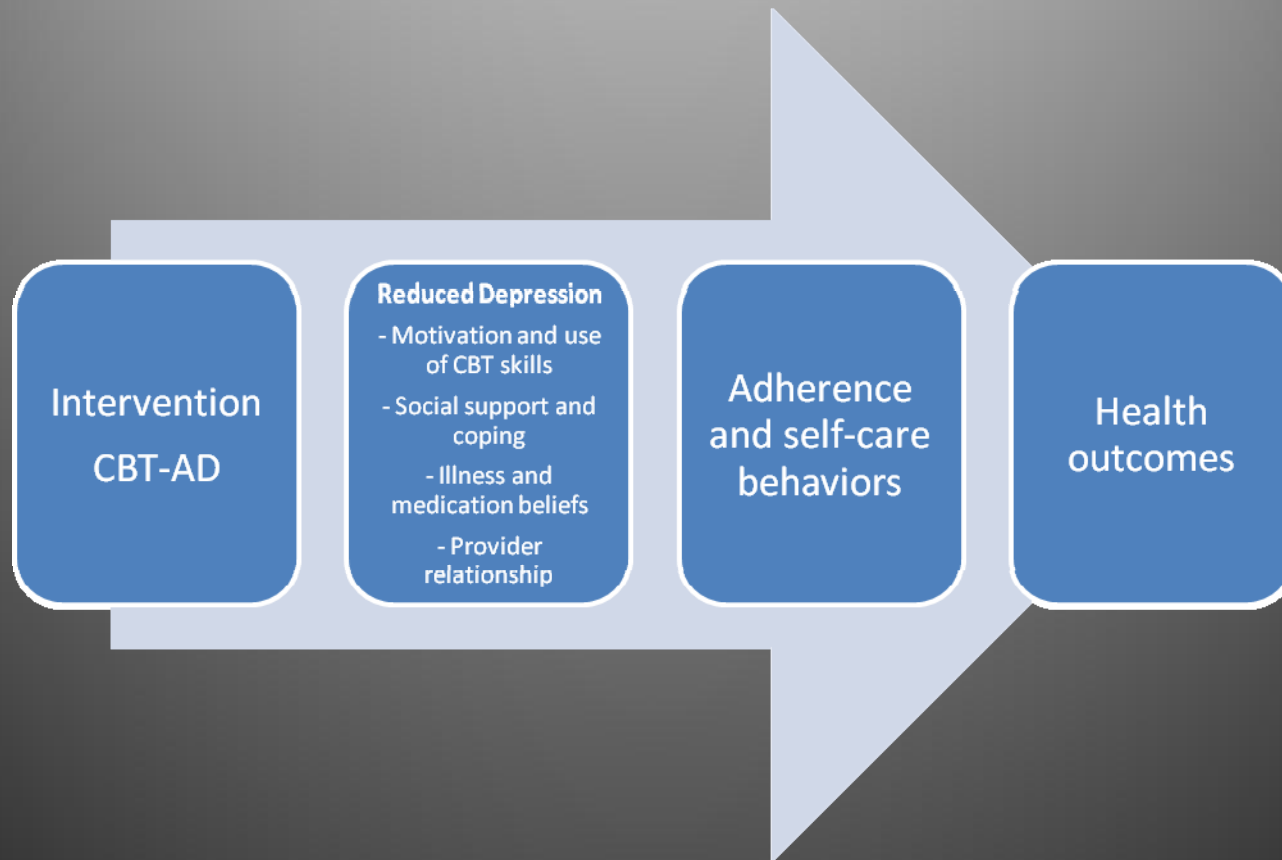 Intervention
CBT-AD
Reduced Depression
- Motivation and use
of CBT skills
- Social support and
coping
- Illness and
medication beliefs
- Provider
relationship
Adherence
and self-care
behaviors
Health
outcomes